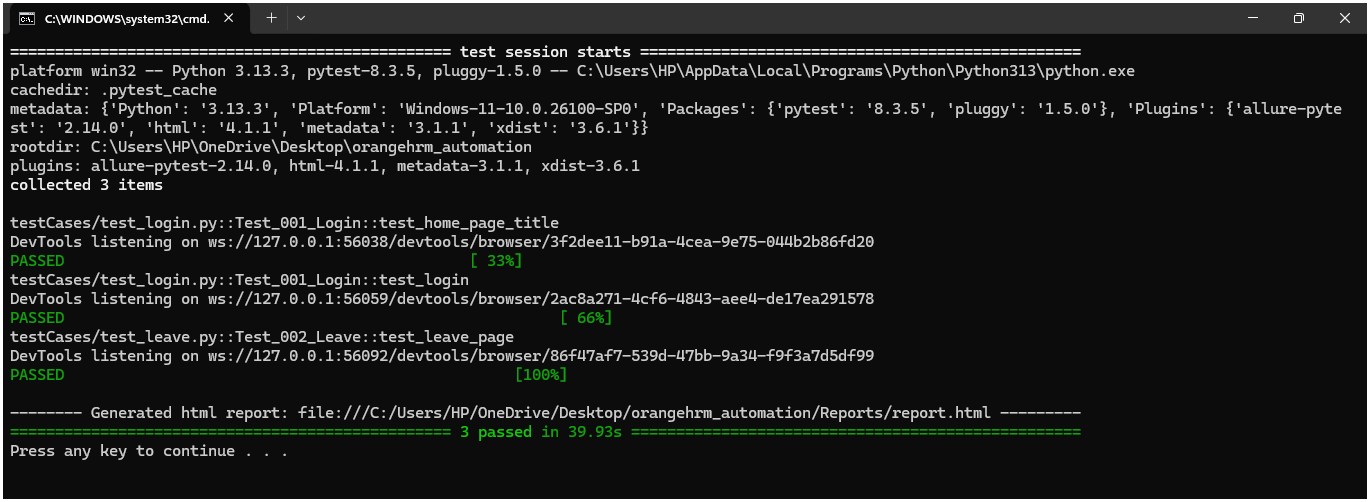 C:\WINDOWS\system32\cmd.
================================================= test session starts =================================================
platform win32 -- Python 3.13.3, pytest-8.3.5, pluggy-1.5.0 -- C:\Users\HP\AppData\Local\Programs\Python\Python313\python.exe
cachedir: .pytest_cache
metadata: {'Python': '3.13.3', 'Platform': 'Windows-11-10.0.26100-SP0', 'Packages': {'pytest': '8.3.5', 'pluggy': '1.5.0'}, 'Plugins': {'allure-pyte
st': '2.14.0', 'html': '4.1.1', 'metadata': '3.1.1', 'xdist': '3.6.1'}}
rootdir: C:\Users\HP\OneDrive\Desktop\orangehrm_automation
plugins: allure-pytest-2.14.0, html-4.1.1, metadata-3.1.1, xdist-3.6.1
collected 3 items
testCases/test_login.py::Test_001_Login::test_home_page_title
DevTools listening on ws://127.0.0.1:56038/devtools/browser/3f2dee11-b91a-4cea-9e75-044b2b86fd20
PASSED                                             [ 33%]
testCases/test_login.py::Test_001_Login::test_login
DevTools listening on ws://127.0.0.1:56059/devtools/browser/2ac8a271-4cf6-4843-aee4-de17ea291578
PASSED                                                       [ 66%]
testCases/test_leave.py::Test_002_Leave::test_leave_page
DevTools listening on ws://127.0.0.1:56092/devtools/browser/86f47af7-539d-47bb-9a34-f9f3a7d5df99
PASSED                                                  [100%]
-------- Generated html report: file:///C:/Users/HP/OneDrive/Desktop/orangehrm_automation/Reports/report.html ---------
================================================= 3 passed in 39.93s ==================================================
Press any key to continue . . .